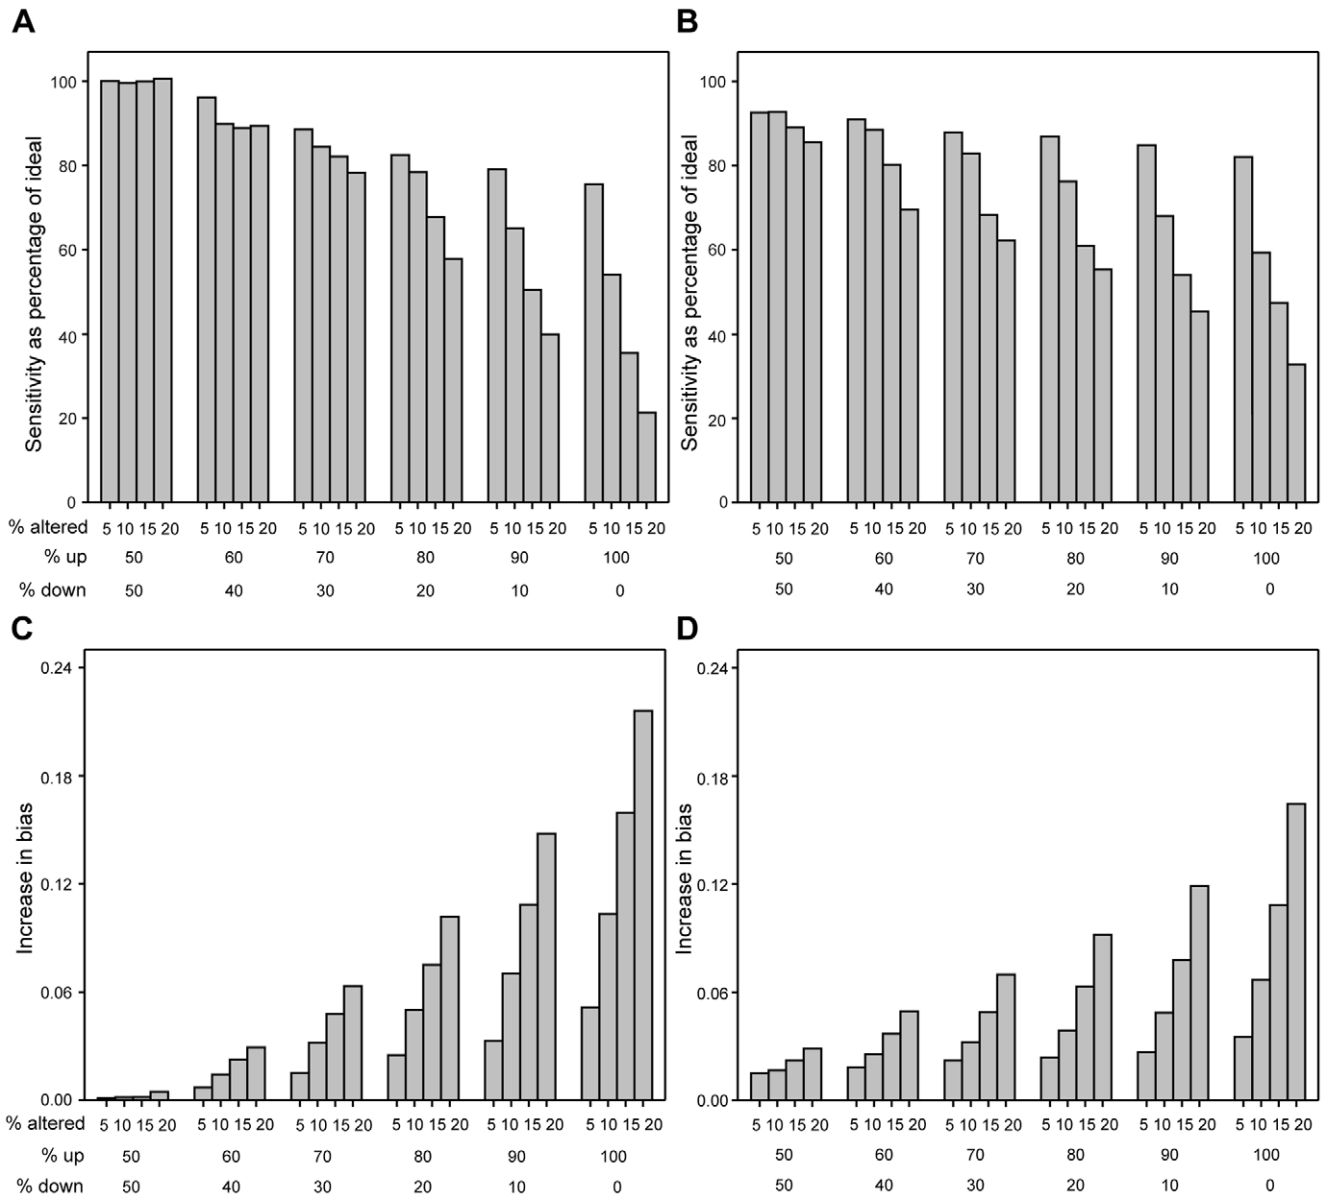 A
Sensitivity as percentage of ideal
100
80
60
40
20
0
% altered 5 10 15 20 5 10 15 20 5 10 15 20 5 10 15 20 5 10 15 20 5 10 15 20
% up 50 60 70 80 90 100
% down 50 40 30 20 10 0
B
Sensitivity as percentage of ideal
100
80
60
40
20
0
5 10 15 20 5 10 15 20 5 10 15 20 5 10 15 20 5 10 15 20 5 10 15 20
50 60 70 80 90 100
50 40 30 20 10 0
C
Increase in bias
0.24
0.18
0.12
0.06
0.00
% altered 5 10 15 20 5 10 15 20 5 10 15 20 5 10 15 20 5 10 15 20 5 10 15 20
% up 50 60 70 80 90 100
% down 50 40 30 20 10 0
D
Increase in bias
0.24
0.18
0.12
0.06
0.00
5 10 15 20 5 10 15 20 5 10 15 20 5 10 15 20 5 10 15 20 5 10 15 20
50 60 70 80 90 100
50 40 30 20 10 0